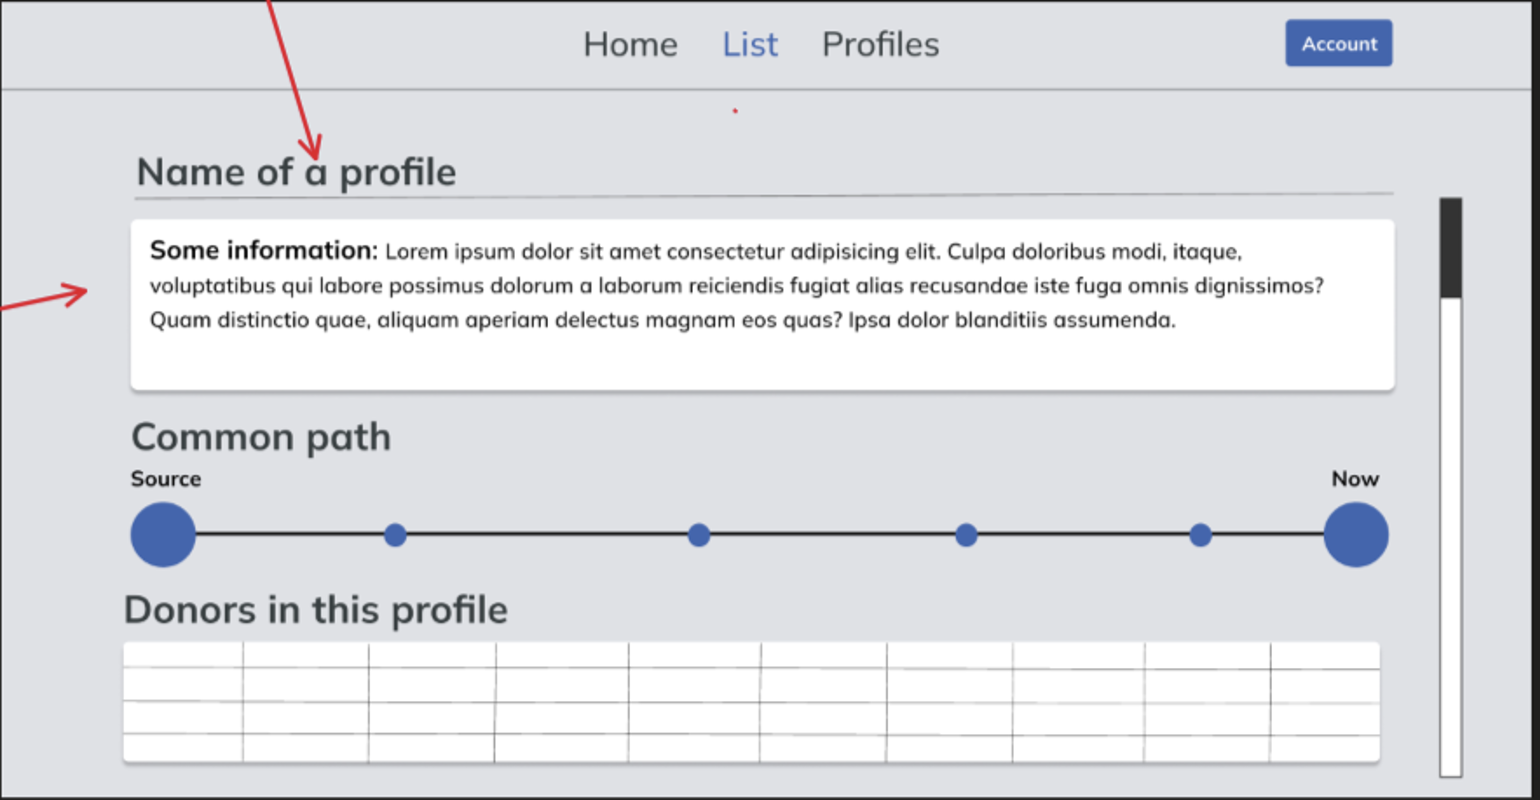 Home List Profiles Account
Name of a profile
Some information: Lorem ipsum dolor sit amet consectetur adipisicing elit. Culpa doloribus modi, itaque,
voluptatibus qui labore possimus dolorum a laborum reiciendis fugiat alias recusandae iste fuga omnis dignissimos?
Quam distinctio quae, aliquam aperiam delectus magnam eos quas? Ipsa dolor blanditiis assumenda.
Common path
Source Now
Donors in this profile